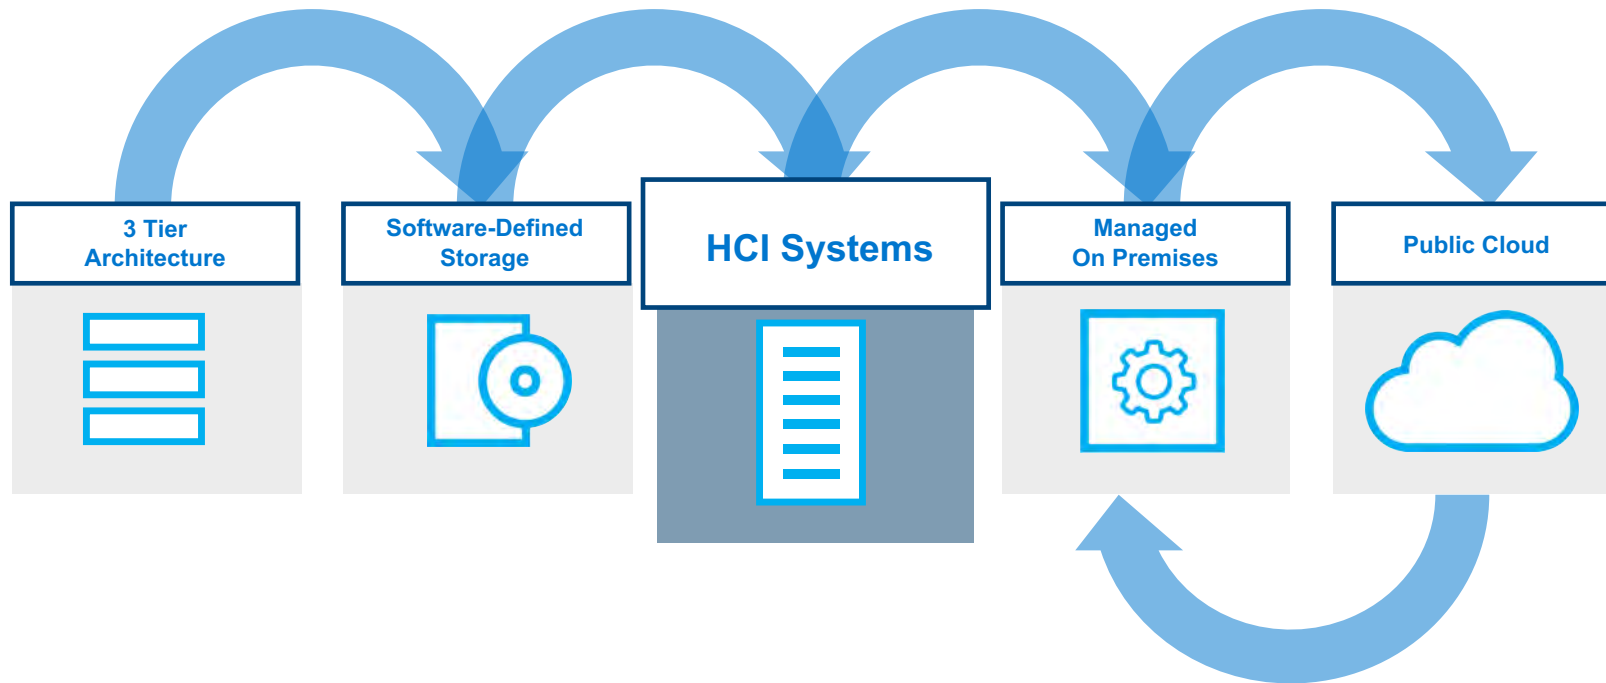 3 Tier
Architecture
Software-Defined
Storage
HCI Systems
Managed
On Premises
Public Cloud